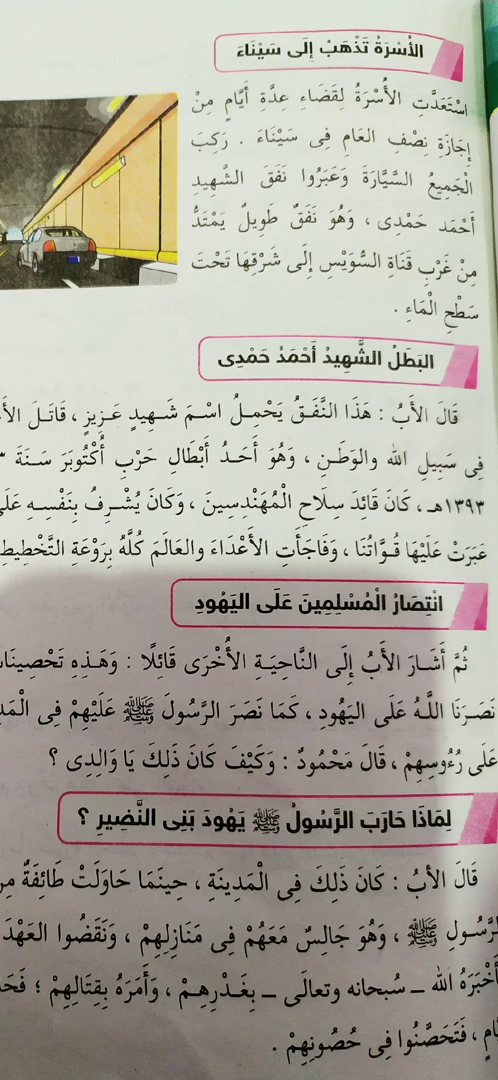 الأُسْرَةُ تَذْهَبُ إِلَى سَيْنَاءَ
اسْتَعَدَّتِ الأُسْرَةُ لِقَضَاءِ عِدَّةِ أَيَّامٍ مِنْ
إِجَازَةِ نِصْفِ العَامِ فِى سَيْنَاءَ . رَكِبَ
الْجَمِيعُ السَّيَّارَةَ وَعَبَرُوا نَفَقَ الشَّهِيدِ
أَحْمَد حَمْدِى ، وَهُوَ نَفَقٌ طَوِيلٌ يَمْتَدُّ
مِنْ غَرْبِ قَنَاةِ السُّوَيْسِ إِلَى شَرْقِهَا تَحْتَ
سَطْحِ الْمَاءِ .
البَطَلُ الشَّهِيدُ أَحْمَدُ حَمْدِى
قَالَ الأَبُ : هَذَا النَّفَقُ يَحْمِلُ اسْمَ شَهِيدٍ عَزِيزٍ ، قَاتَلَ
فِى سَبِيلِ الله والوَطَنِ ، وَهُوَ أَحَدُ أَبْطَالِ حَرْبِ أُكْتُوبَرَ سَنَةَ
١٣٩٣هـ ، كَانَ قَائِدَ سِلَاحِ الْمُهَنْدِسِينَ ، وَكَانَ يُشْرِفُ بِنَفْسِهِ
عَبَرَتْ عَلَيْهَا قُوَّاتُنَا ، وَفَاجَأَتِ الأَعْدَاءَ والعَالَمَ كُلَّهُ بِرَوْعَةِ التَّخْطِيطِ
انْتِصَارُ الْمُسْلِمِينَ عَلَى اليَهُودِ
ثُمَّ أَشَارَ الأَبُ إِلَى النَّاحِيَةِ الأُخْرَى قَائِلًا : وَهَذِهِ
نَصَرَنَا اللَّهُ عَلَى اليَهُودِ ، كَمَا نَصَرَ الرَّسُولَ ﷺ عَلَيْهِمْ فِى
عَلَى رُءُوسِهِمْ ، قَالَ مَحْمُودٌ : وَكَيْفَ كَانَ ذَلِكَ يَا وَالِدِى ؟
لِمَاذَا حَارَبَ الرَّسُولُ ﷺ يَهُودَ بَنِى النَّضِيرِ ؟
قَالَ الأبُ : كَانَ ذَلِكَ فِى الْمَدِينَةِ ، حِينَمَا حَاوَلَتْ طَائِفَةٌ
الرَّسُولِ ﷺ ، وَهُوَ جَالِسٌ مَعَهُمْ فِى مَنَازِلِهِمْ ، وَنَقَضُوا العَهْدَ
أَخْبَرَهُ الله ــ سُبحانه وتعالَى ــ بِغَدْرِهِمْ ، وَأَمَرَهُ بِقِتَالِهِمْ ؛
، فَتَحَصَّنُوا فِى حُصُونِهِمْ .